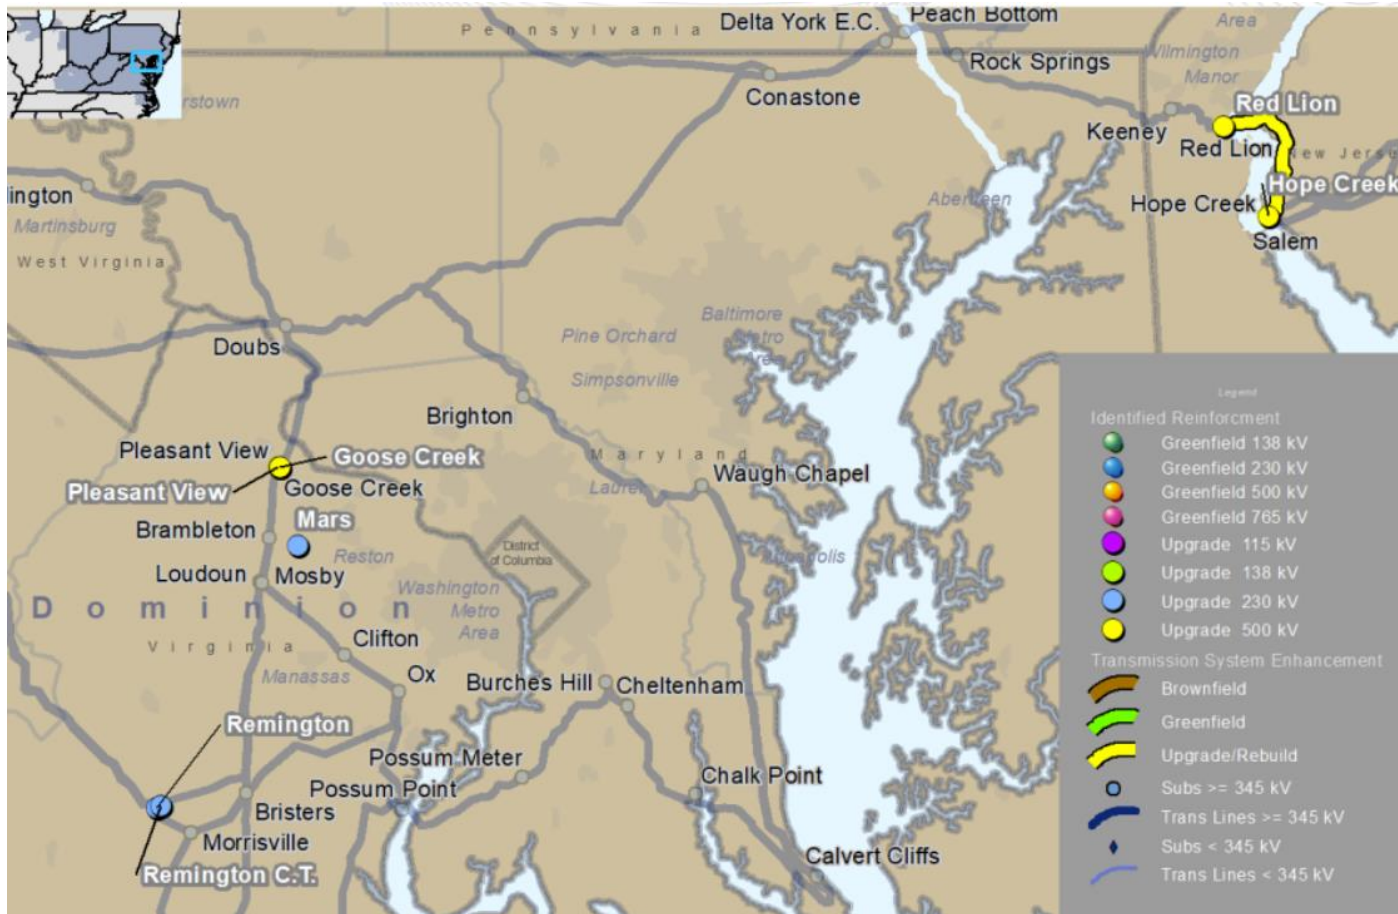 Delta York E.C.
Peach Bottom
Area
Pennsylvania
Rock Springs
Wilmington
Manor
Conastone
Red Lion
Keeney
Red Lion
New Jerse
Hope Creek
Hope Creek
Salem
rstown
lington
Martinsburg
West Virginia
Aberdeen
Doubs
Pine Orchard
Baltimore
Metro
Area
Simpsonville
Brighton
Pleasant View
Goose Creek
Maryland
Pleasant View
Goose Creek
Laurel
Waugh Chapel
Mars
Brambleton
Reston
District
of Columbia
Loudoun
Mosby
Washington
Metro
Area
Dominion
Virginia
Clifton
Manassas
Ox
Burches Hill
Cheltenham
Remington
Possum Meter
Possum Point
Chalk Point
Bristers
Morrisville
Calvert Cliffs
Remington C.T.
Legend
Identified Reinforcment
Greenfield 138 kV
Greenfield 230 kV
Greenfield 500 kV
Greenfield 765 kV
Upgrade 115 kV
Upgrade 138 kV
Upgrade 230 kV
Upgrade 500 kV
Transmission System Enhancement
Brownfield
Greenfield
Upgrade/Rebuild
Subs >= 345 kV
Trans Lines >= 345 kV
Subs < 345 kV
Trans Lines < 345 kV